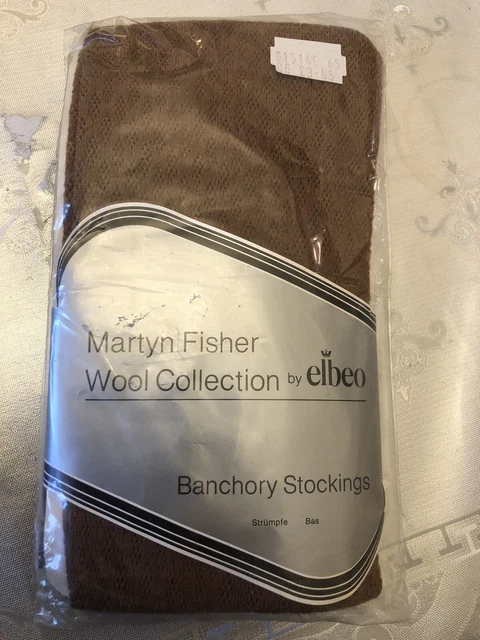 Martyn Fisher
Wool Collection by elbeo
Banchory Stockings
Strümpfe Bas